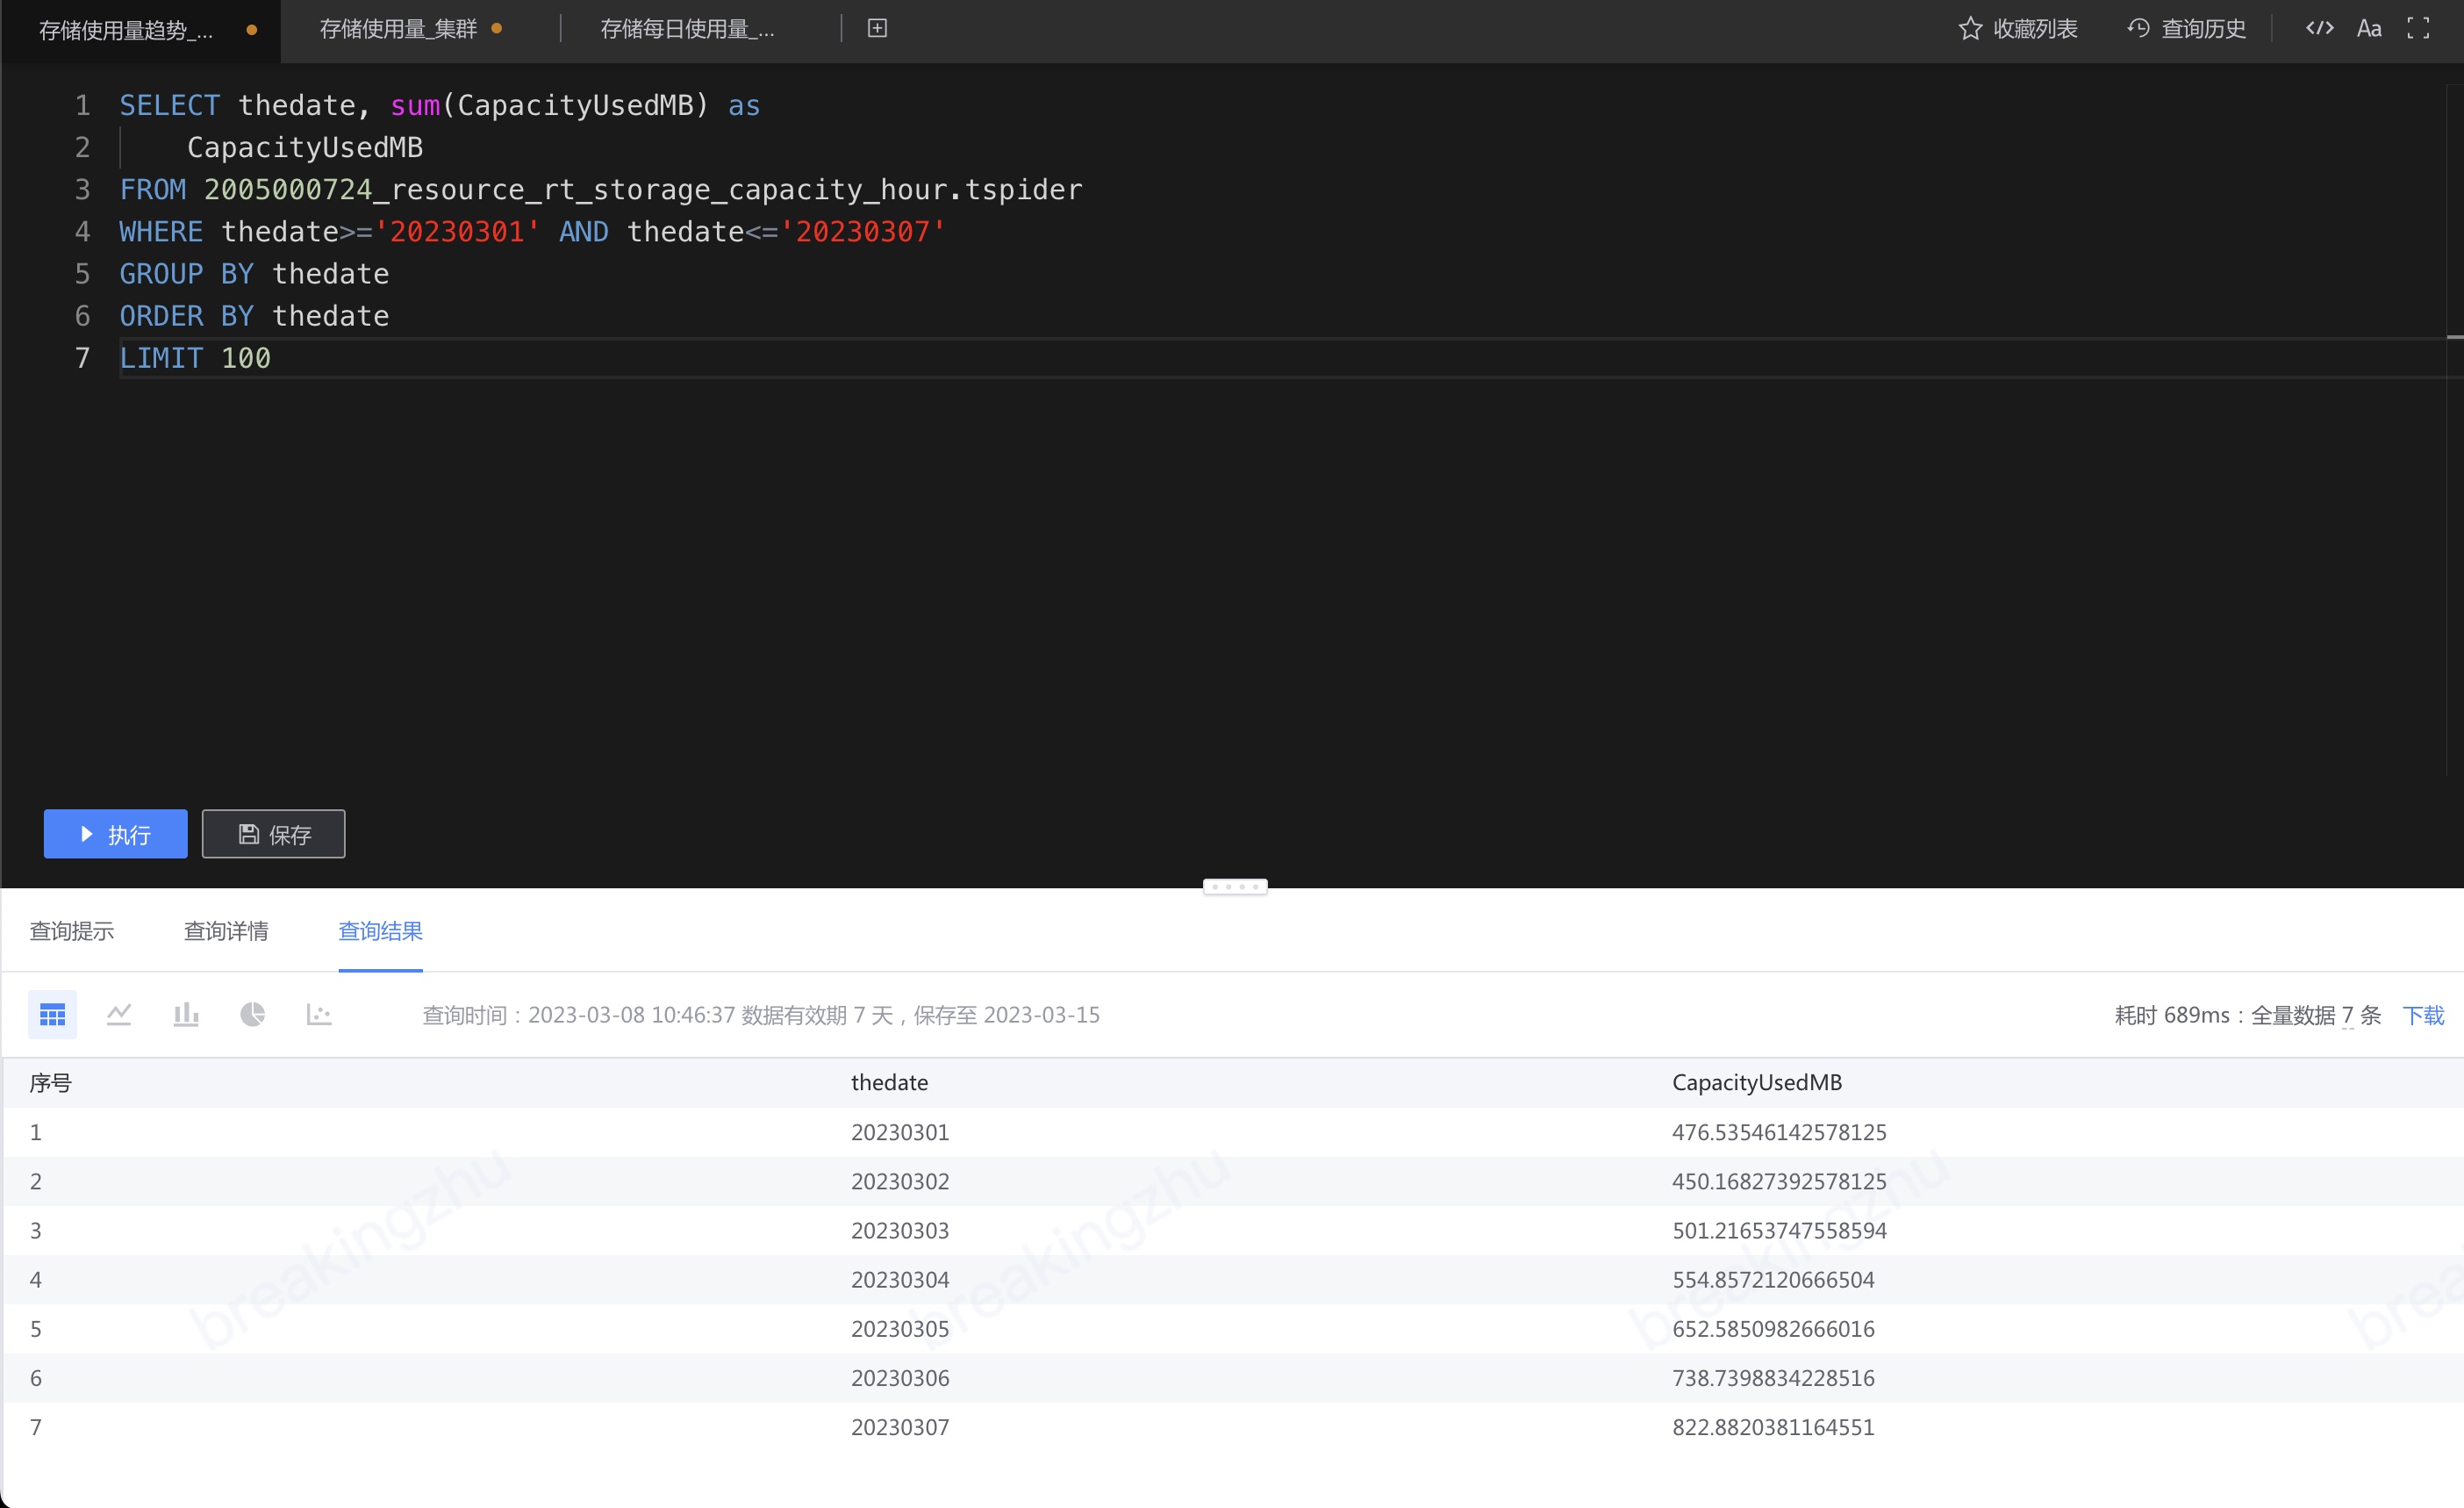 存储使用量趋势_...
存储使用量_集群
存储每日使用量_...
收藏列表
查询历史
</>
Aa
1 SELECT thedate, sum(CapacityUsedMB) as
2 CapacityUsedMB
3 FROM 2005000724_resource_rt_storage_capacity_hour.tspider
4 WHERE thedate>='20230301' AND thedate<='20230307'
5 GROUP BY thedate
6 ORDER BY thedate
7 LIMIT 100
执行
保存
查询提示
查询详情
查询结果
查询时间：2023-03-08 10:46:37 数据有效期 7 天，保存至 2023-03-15
耗时 689ms：全量数据 7 条
下载
序号 thedate CapacityUsedMB
1 20230301 476.53546142578125
2 20230302 450.16827392578125
3 20230303 501.21653747558594
4 20230304 554.8572120666504
5 20230305 652.5850982666016
6 20230306 738.7398834228516
7 20230307 822.8820381164551
breakingzhu
breakingzhu
breakingzhu
brea